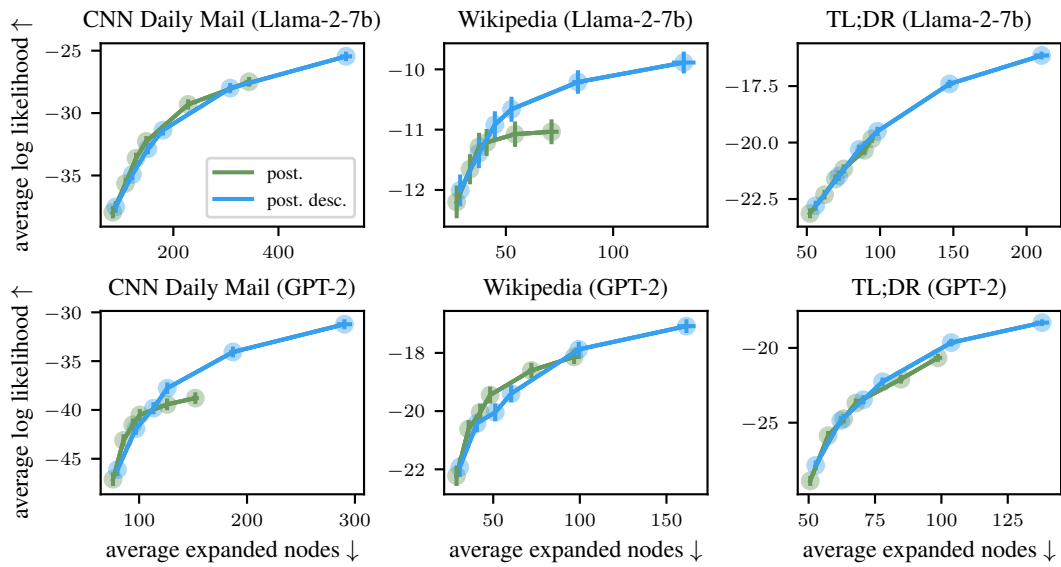 CNN Daily Mail (Llama-2-7b)
Wikipedia (Llama-2-7b)
TL;DR (Llama-2-7b)
average log likelihood ↑
−25
−30
−35
200
400
post.
post. desc.
−10
−11
−12
50
100
−17.5
−20.0
−22.5
50
100
150
200
CNN Daily Mail (GPT-2)
Wikipedia (GPT-2)
TL;DR (GPT-2)
average log likelihood ↑
−30
−35
−40
−45
100
200
300
average expanded nodes ↓
−18
−20
−22
50
100
150
average expanded nodes ↓
−20
−25
50
75
100
125
average expanded nodes ↓